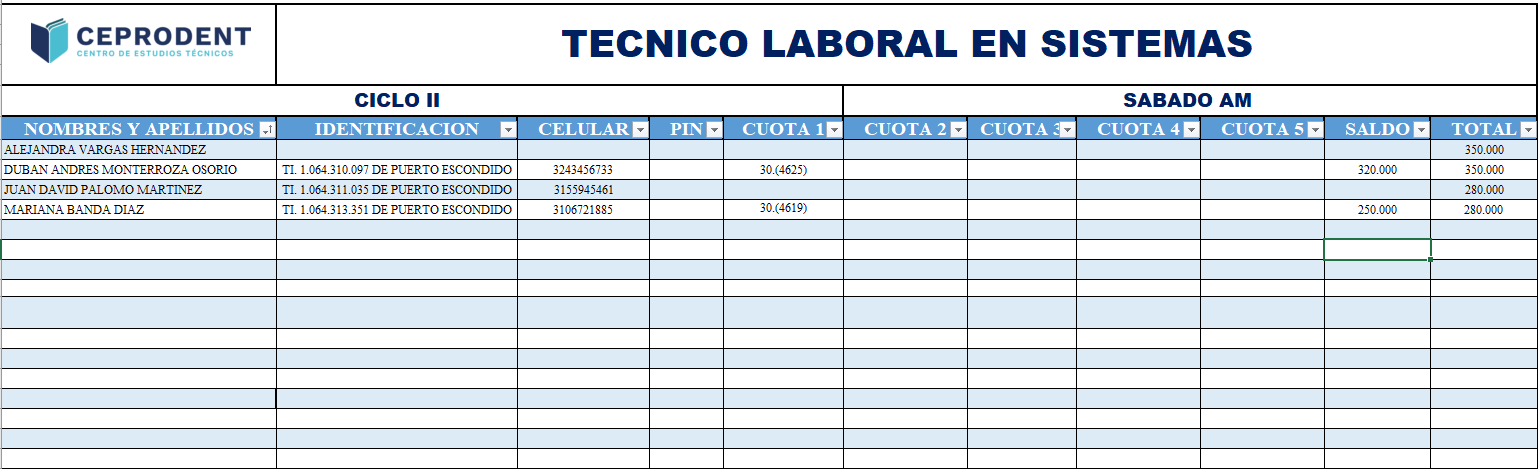 CEPRODENT
CENTRO DE ESTUDIOS TÉCNICOS
TECNICO LABORAL EN SISTEMAS
CICLO II SABADO AM
NOMBRES Y APELLIDOS IDENTIFICACION CELULAR PIN CUOTA 1 CUOTA 2 CUOTA 3 CUOTA 4 CUOTA 5 SALDO TOTAL
ALEJANDRA VARGAS HERNANDEZ 350.000
DUBAN ANDRES MONTERROZA OSORIO TI. 1.064.310.097 DE PUERTO ESCONDIDO 3243456733 30.(4625) 320.000 350.000
JUAN DAVID PALOMO MARTINEZ TI. 1.064.311.035 DE PUERTO ESCONDIDO 3155945461 280.000
MARIANA BANDA DIAZ TI. 1.064.313.351 DE PUERTO ESCONDIDO 3106721885 30.(4619) 250.000 280.000